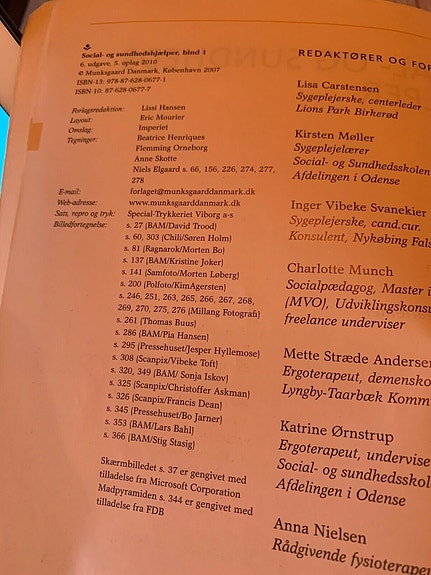 Social- og sundhedshjælper, bind 1
6. udgave, 5. oplag 2010
© Munksgaard Danmark, København 2007
ISBN-13: 978-87-628-0677-1
ISBN-10: 87-628-0677-7
Forlagsredaktion: Lissi Hansen
Layout: Eric Mourier
Omslag: Imperiet
Tegninger: Beatrice Henriques
Flemming Orneborg
Anne Skotte
Niels Elgaard s. 66, 156, 226, 274, 277,
278
E-mail: forlaget@munksgaarddanmark.dk
Web-adresse: www.munksgaarddanmark.dk
Sats, repro og tryk: Special-Trykkeriet Viborg a-s
Billedfortegnelse: s. 27 (BAM/David Trood)
s. 60, 303 (Chili/Søren Holm)
s. 81 (Ragnarok/Morten Bo)
s. 137 (BAM/Kristine Joker)
s. 141 (Samfoto/Morten Løberg)
s. 200 (Polfoto/KimAgersten)
s. 246, 251, 263, 265, 266, 267, 268,
269, 270, 275, 276 (Millang Fotografi)
s. 261 (Thomas Buus)
s. 286 (BAM/Pia Hansen)
s. 295 (Pressehuset/Jesper Hyllemose)
s. 308 (Scanpix/Vibeke Toft)
s. 320, 349 (BAM/ Sonja Iskov)
s. 325 (Scanpix/Christoffer Askman)
s. 326 (Scanpix/Francis Dean)
s. 345 (Pressehuset/Bo Jarner)
s. 353 (BAM/Lars Bahl)
s. 366 (BAM/Stig Stasig)
Skærmbilledet s. 37 er gengivet med
tilladelse fra Microsoft Corporation
Madpyramiden s. 344 er gengivet med
tilladelse fra FDB
REDAKTØRER OG FOR
Lisa Carstensen
Sygeplejerske, centerleder
Lions Park Birkerød
Kirsten Møller
Sygeplejelærer
Social- og Sundhedsskolen
Afdelingen i Odense
Inger Vibeke Svanekier
Sygeplejerske, cand.cur.
Konsulent, Nykøbing Fals
Charlotte Munch
Socialpædagog, Master i
(MVO), Udviklingskonsu
freelance underviser
Mette Stræde Andersen
Ergoterapeut, demensko
Lyngby-Taarbæk Komm
Katrine Ørnstrup
Ergoterapeut, undervise
Social- og sundhedsskol
Afdelingen i Odense
Anna Nielsen
Rådgivende fysioterapeu